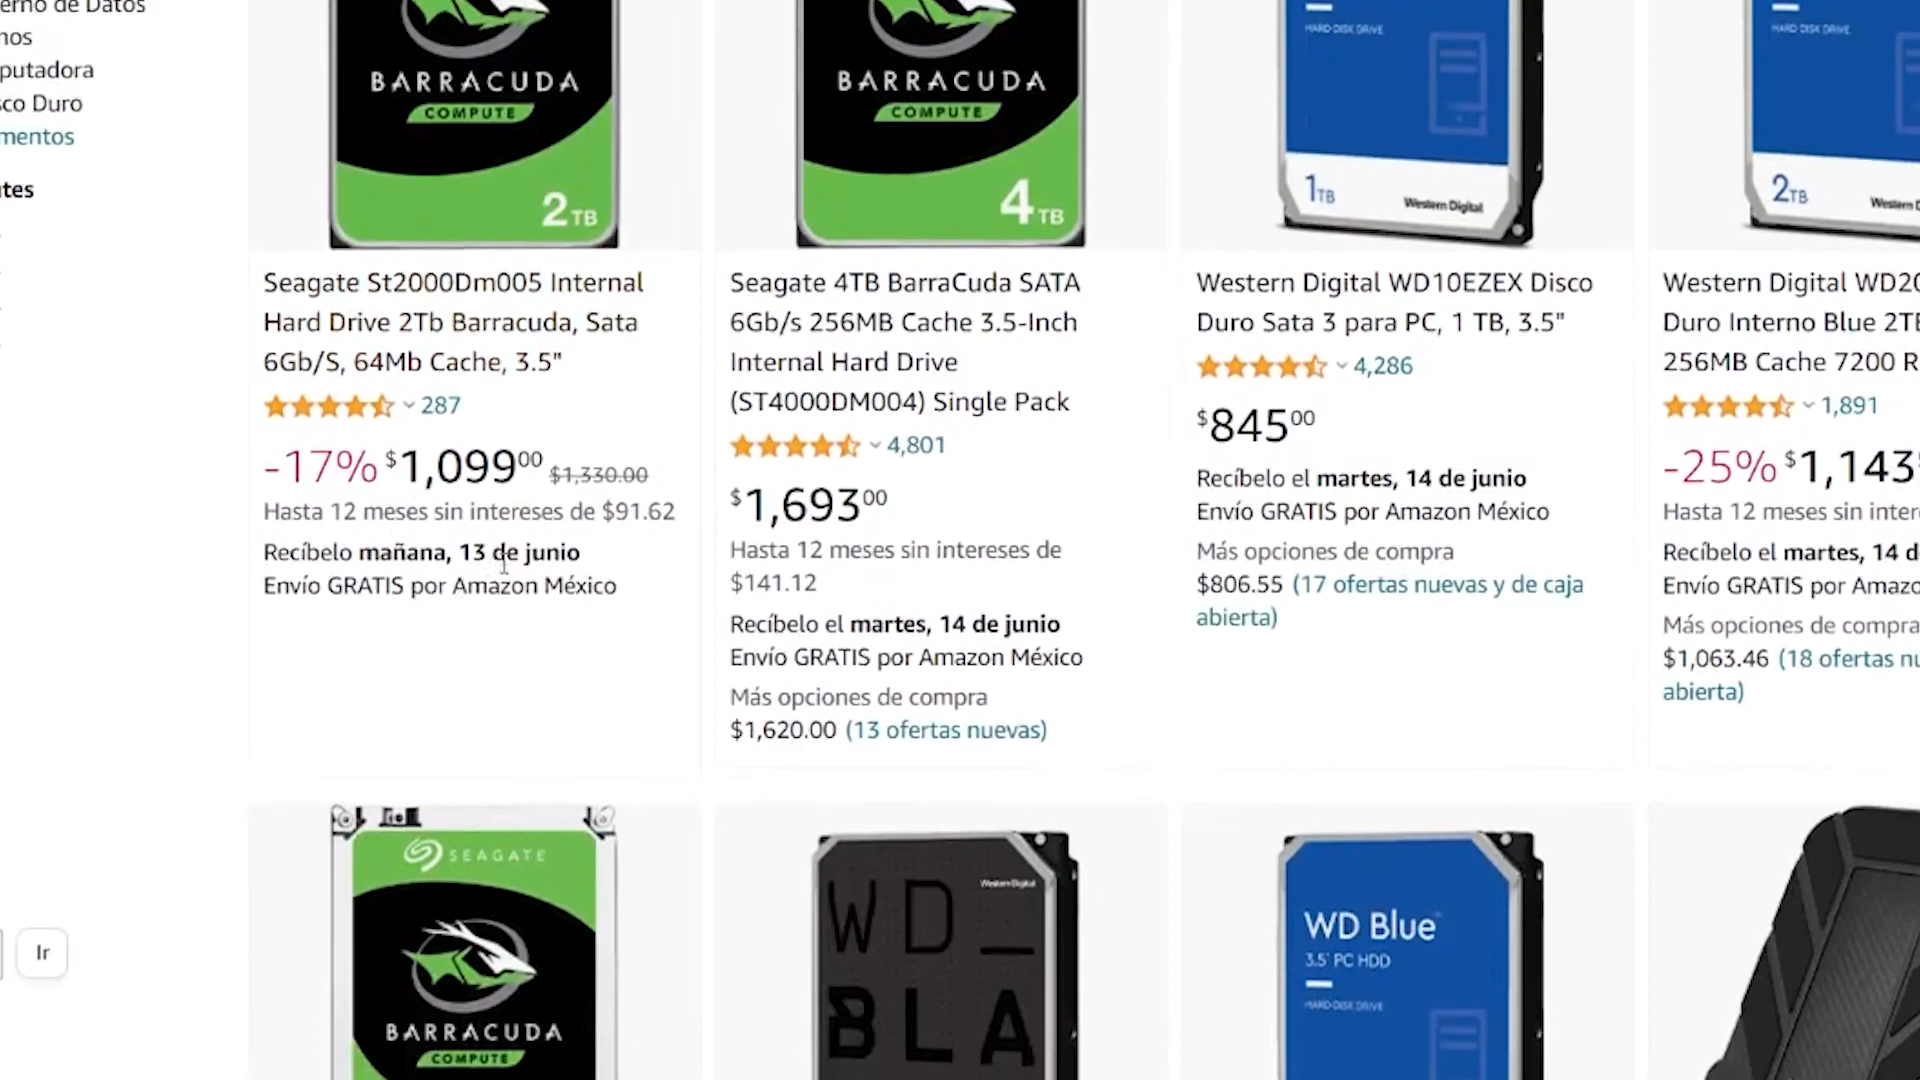 erno de Datos
nos
putadora
sco Duro
mentos
tes
Ir
BARRACUDA
COMPUTE
2TB
Seagate St2000Dm005 Internal
Hard Drive 2Tb Barracuda, Sata
6Gb/S, 64Mb Cache, 3.5"
287
-17% $1,09900 $1,330.00
Hasta 12 meses sin intereses de $91.62
Recíbelo mañana, 13 de junio
Envío GRATIS por Amazon México
BARRACUDA
COMPUTE
4TB
Seagate 4TB BarraCuda SATA
6Gb/s 256MB Cache 3.5-Inch
Internal Hard Drive
(ST4000DM004) Single Pack
4,801
$1,69300
Hasta 12 meses sin intereses de
$141.12
Recíbelo el martes, 14 de junio
Envío GRATIS por Amazon México
Más opciones de compra
$1,620.00 (13 ofertas nuevas)
HARD DISK DRIVE
1TB
Western Digital
Western Digital WD10EZEX Disco
Duro Sata 3 para PC, 1 TB, 3.5"
4,286
$84500
Recíbelo el martes, 14 de junio
Envío GRATIS por Amazon México
Más opciones de compra
$806.55 (17 ofertas nuevas y de caja
abierta)
HARD DISK DRIVE
2TB
Western D
Western Digital WD20
Duro Interno Blue 2TB
256MB Cache 7200 R
1,891
-25% $1,143
Hasta 12 meses sin inter
Recíbelo el martes, 14 d
Envío GRATIS por Amazo
Más opciones de compra
$1,063.46 (18 ofertas nu
abierta)
SEAGATE
BARRACUDA
COMPUTE
Western Digital
WD_
BLA
WD Blue
3.5" PC HDD
HARD DISK DRIVE